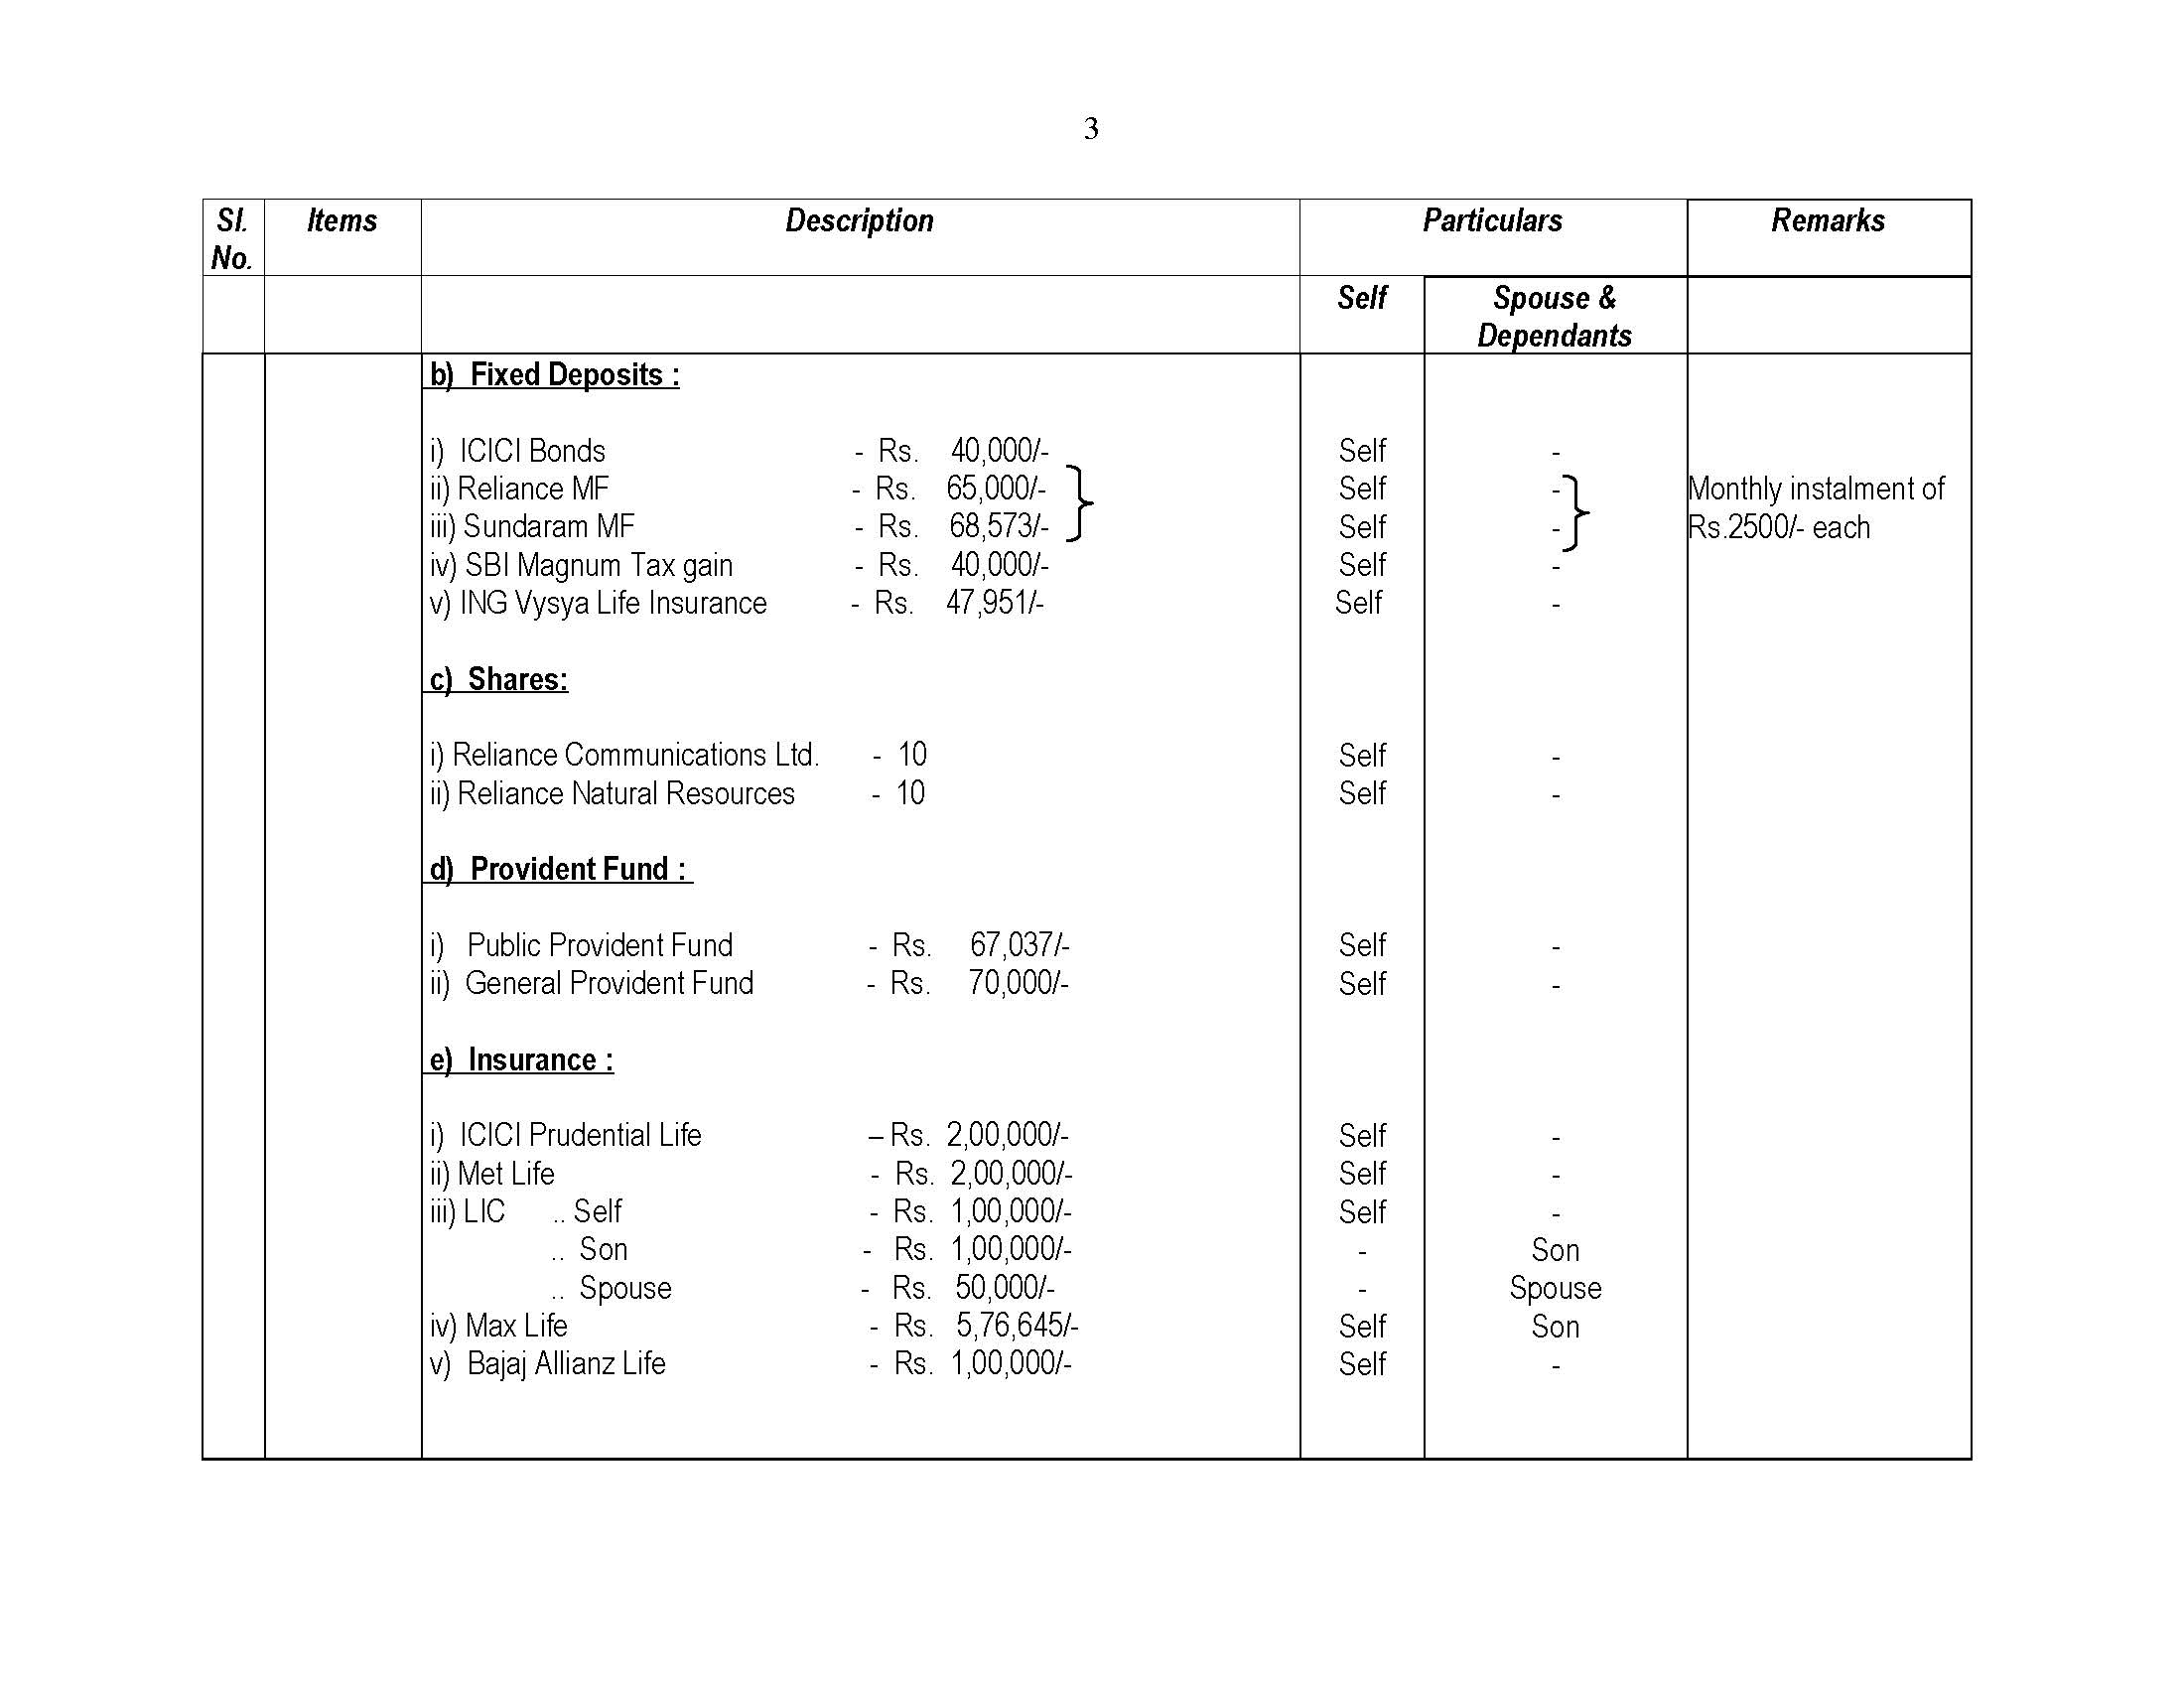 3
Sl. No. Items Description Particulars Remarks
Self Spouse & Dependants
b) Fixed Deposits :
i) ICICI Bonds - Rs. 40,000/- Self -
ii) Reliance MF - Rs. 65,000/- Self - Monthly instalment of
iii) Sundaram MF - Rs. 68,573/- Self - Rs.2500/- each
iv) SBI Magnum Tax gain - Rs. 40,000/- Self -
v) ING Vysya Life Insurance - Rs. 47,951/- Self -
c) Shares:
i) Reliance Communications Ltd. - 10 Self -
ii) Reliance Natural Resources - 10 Self -
d) Provident Fund :
i) Public Provident Fund - Rs. 67,037/- Self -
ii) General Provident Fund - Rs. 70,000/- Self -
e) Insurance :
i) ICICI Prudential Life – Rs. 2,00,000/- Self -
ii) Met Life - Rs. 2,00,000/- Self -
iii) LIC .. Self - Rs. 1,00,000/- Self -
.. Son - Rs. 1,00,000/- - Son
.. Spouse - Rs. 50,000/- - Spouse
iv) Max Life - Rs. 5,76,645/- Self Son
v) Bajaj Allianz Life - Rs. 1,00,000/- Self -